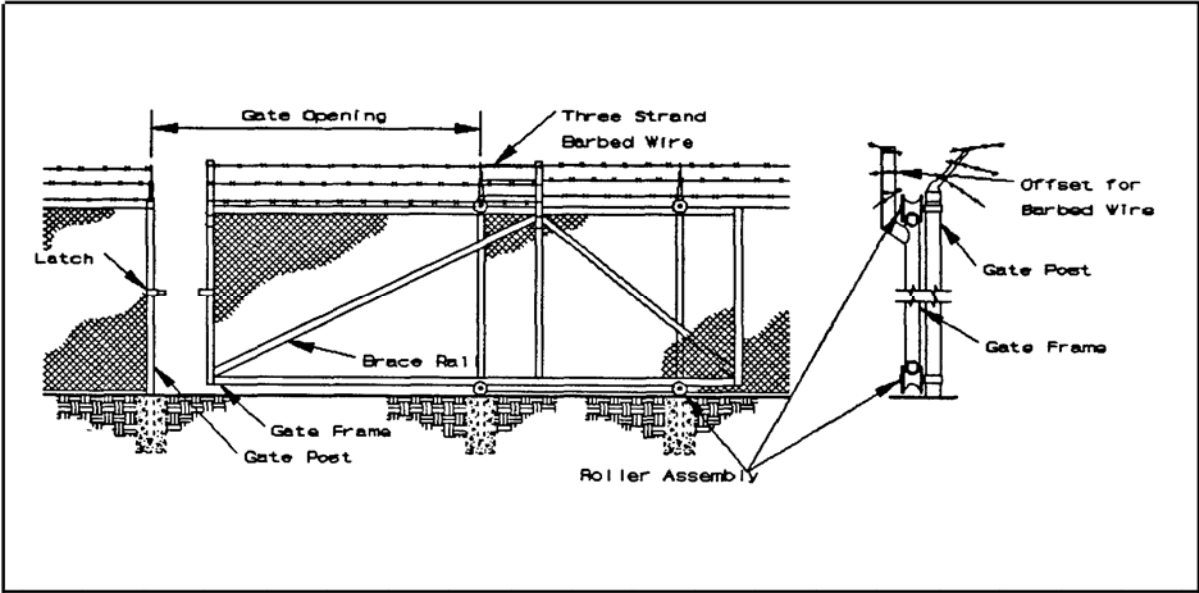 Gate Opening
Three Strand
Barbed Wire
Offset for
Barbed Wire
Latch
Gate Post
Gate Frame
Brace Rail
Gate Frame
Gate Post
Roller Assembly